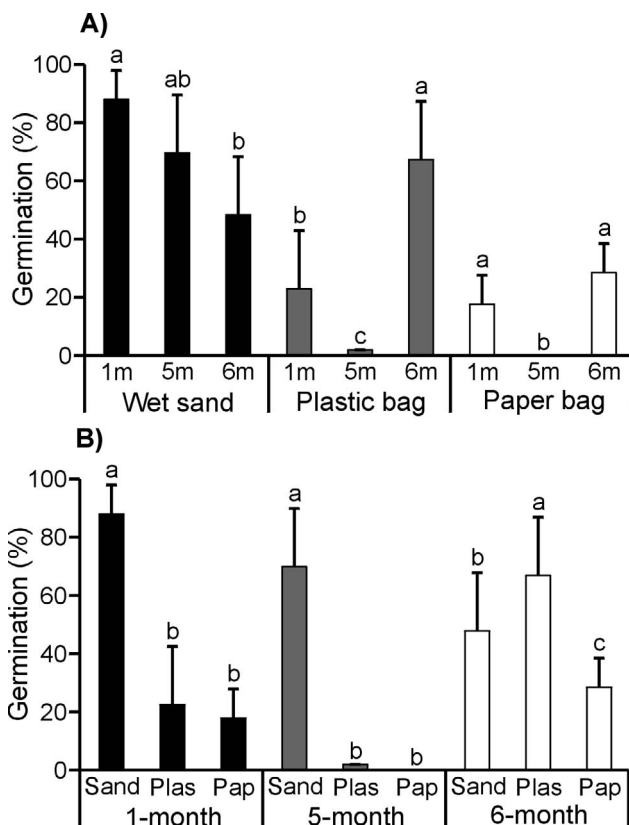 A)
Germination (%)
100
80
60
40
20
0
a
ab
b
b
c
a
a
b
a
1m 5m 6m 1m 5m 6m 1m 5m 6m
Wet sand Plastic bag Paper bag
B)
Germination (%)
100
80
60
40
20
0
a
b
b
a
b
b
b
a
c
Sand Plas Pap Sand Plas Pap Sand Plas Pap
1-month 5-month 6-month